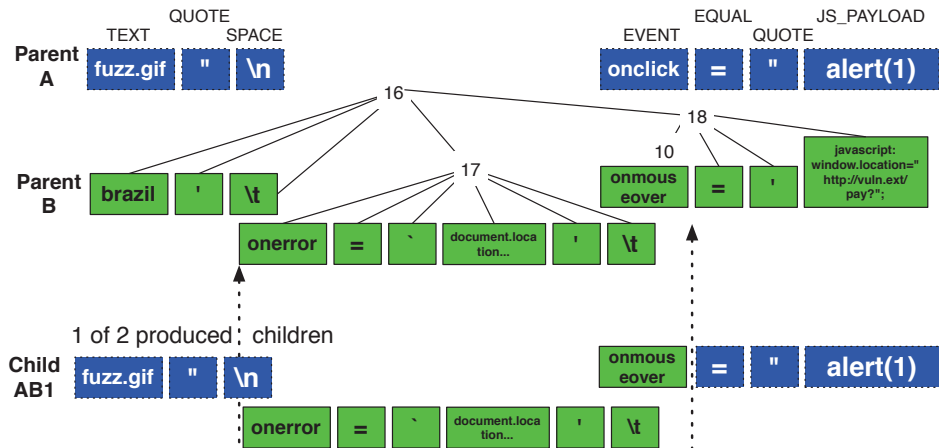 QUOTE
EQUAL
JS_PAYLOAD
TEXT
SPACE
EVENT
QUOTE
Parent
A
fuzz.gif
"
\n
onclick
=
"
alert(1)
16
18
10
17
Parent
B
brazil
'
\t
onmous
eover
=
'
javascript:
window.location="
http://vuln.ext/
pay?";
onerror
=
`
document.loca
tion...
'
\t
1 of 2 produced children
Child
AB1
fuzz.gif
"
\n
onmous
eover
=
"
alert(1)
onerror
=
`
document.loca
tion...
'
\t